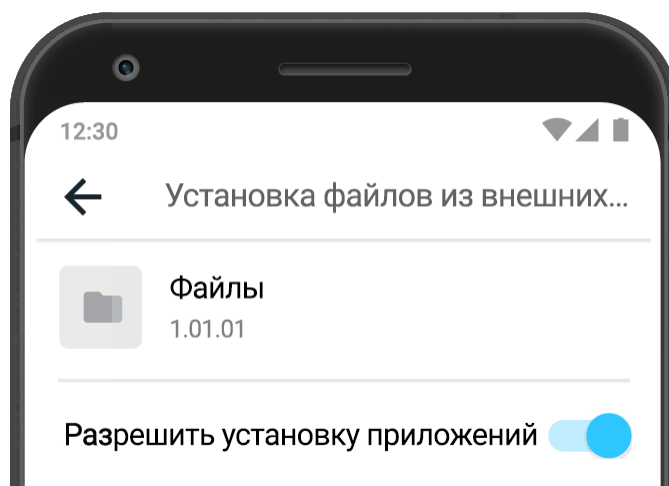 12:30
Установка файлов из внешних...
Файлы
1.01.01
Разрешить установку приложений